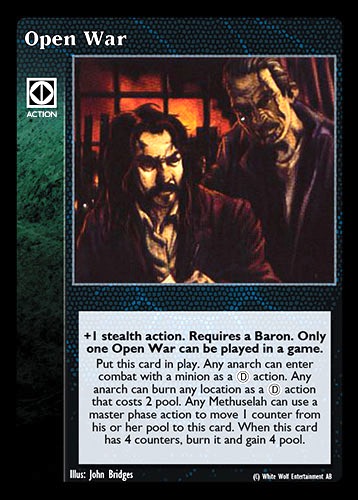 Open War
ACTION
+1 stealth action. Requires a Baron. Only
one Open War can be played in a game.
Put this card in play. Any anarch can enter
combat with a minion as a Ⓓ action. Any
anarch can burn any location as a Ⓓ action
that costs 2 pool. Any Methuselah can use a
master phase action to move 1 counter from
his or her pool to this card. When this card
has 4 counters, burn it and gain 4 pool.
Illus: John Bridges
(C) White Wolf Entertainment AB